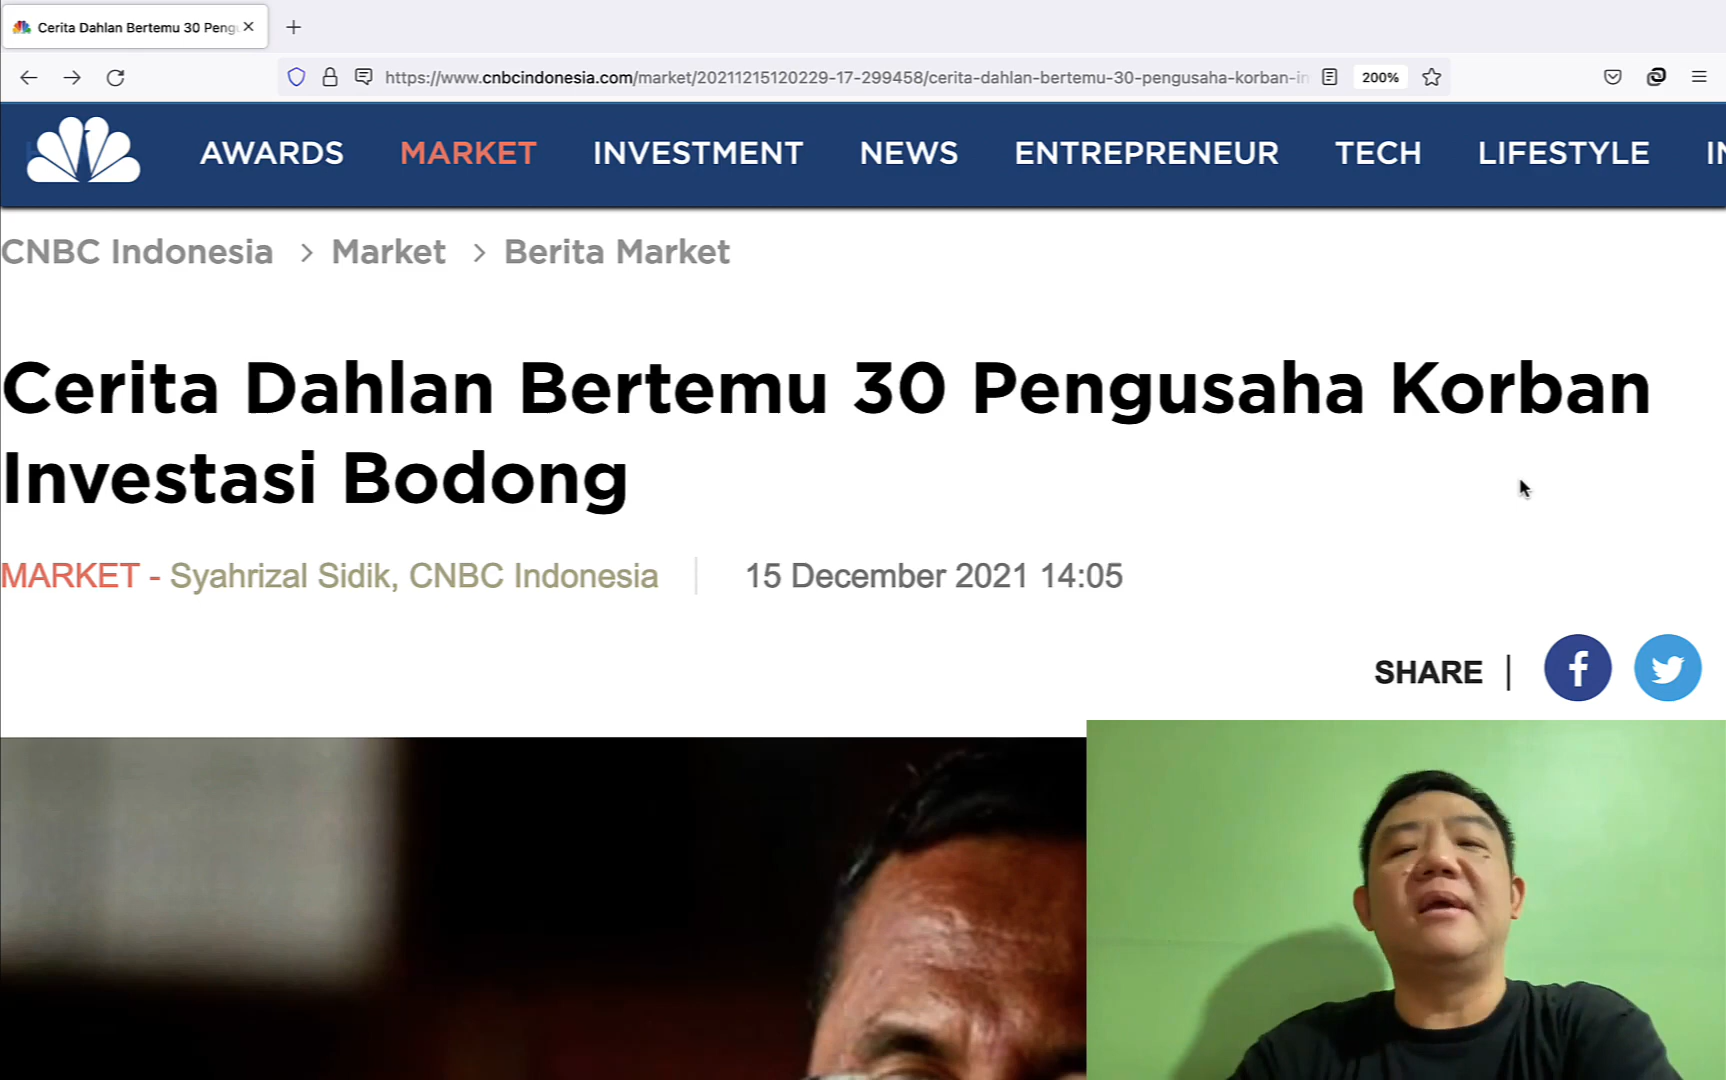 Cerita Dahlan Bertemu 30 Peng
https://www.cnbcindonesia.com/market/20211215120229-17-299458/cerita-dahlan-bertemu-30-pengusaha-korban-in
200%
AWARDS MARKET INVESTMENT NEWS ENTREPRENEUR TECH LIFESTYLE
CNBC Indonesia > Market > Berita Market
Cerita Dahlan Bertemu 30 Pengusaha Korban
Investasi Bodong
MARKET - Syahrizal Sidik, CNBC Indonesia | 15 December 2021 14:05
SHARE |